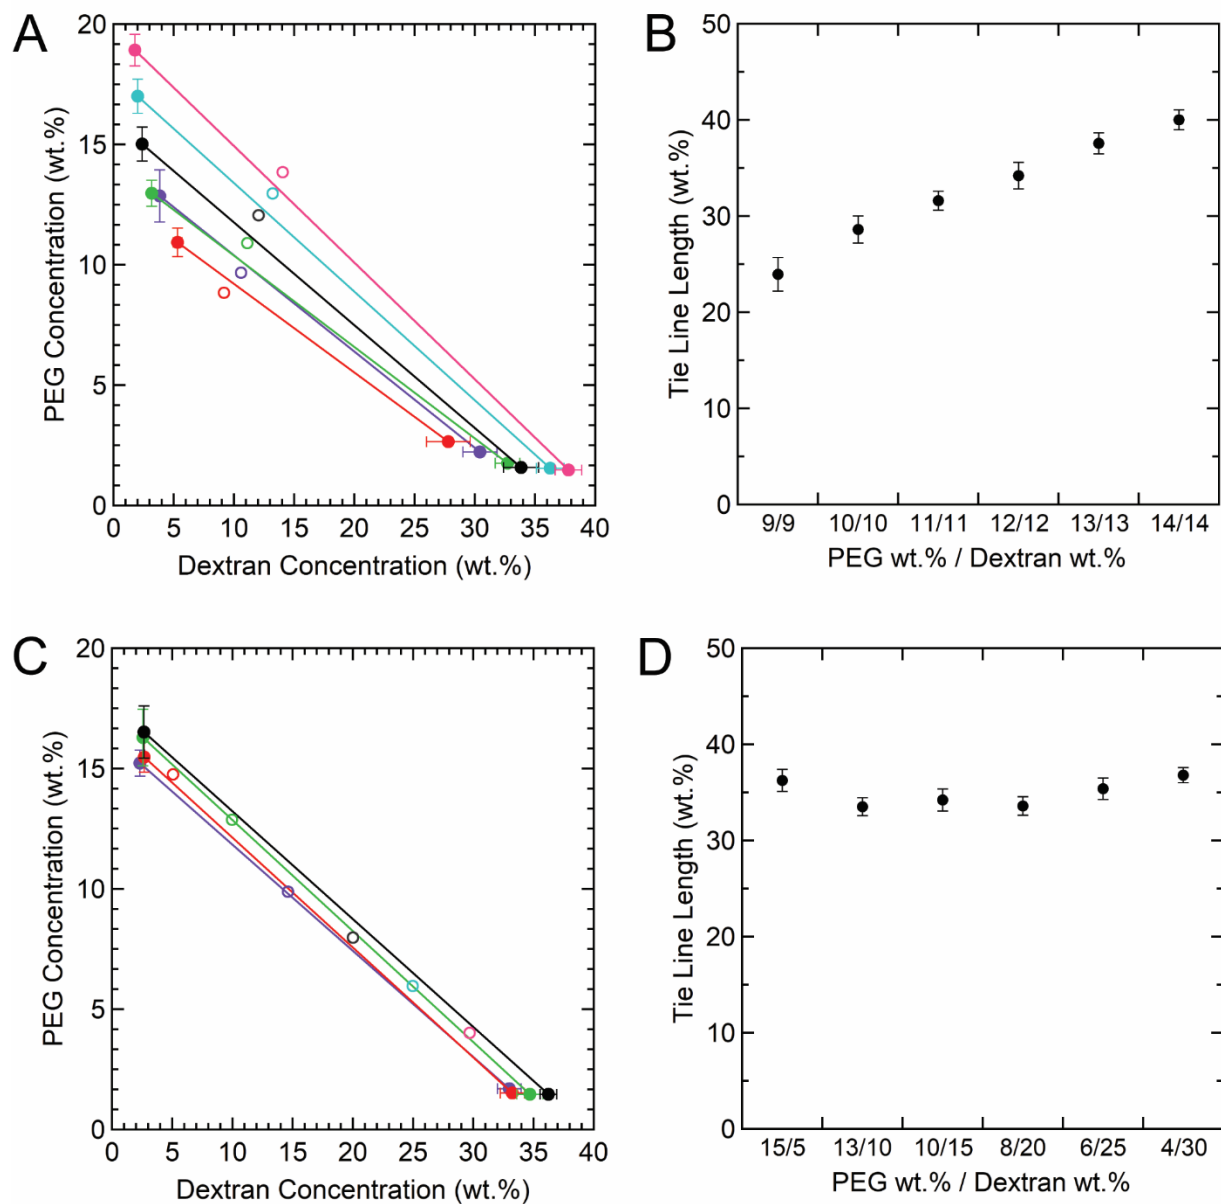 A
20
15
10
5
0
PEG Concentration (wt.%)
0 5 10 15 20 25 30 35 40
Dextran Concentration (wt.%)
B
50
40
30
20
10
0
Tie Line Length (wt.%)
9/9 10/10 11/11 12/12 13/13 14/14
PEG wt.% / Dextran wt.%
C
20
15
10
5
0
PEG Concentration (wt.%)
0 5 10 15 20 25 30 35 40
Dextran Concentration (wt.%)
D
50
40
30
20
10
0
Tie Line Length (wt.%)
15/5 13/10 10/15 8/20 6/25 4/30
PEG wt.% / Dextran wt.%